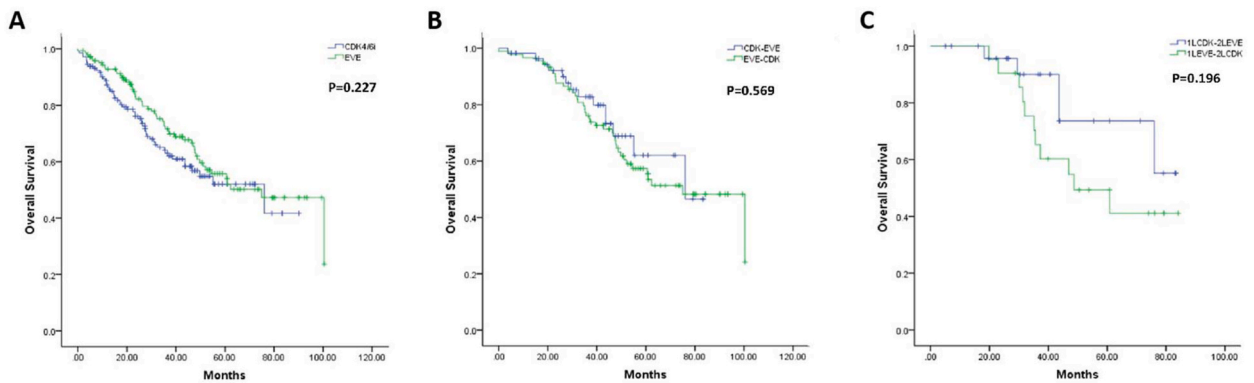 A
CDK4/6i
EVE
P=0.227
Overall Survival
1.0
0.8
0.6
0.4
0.2
0.0
.00 20.00 40.00 60.00 80.00 100.00 120.00
Months
B
CDK-EVE
EVE-CDK
P=0.569
Overall Survival
1.0
0.8
0.6
0.4
0.2
0.0
.00 20.00 40.00 60.00 80.00 100.00 120.00
Months
C
1LCDK-2LEVE
1LEVE-2LCDK
P=0.196
Overall Survival
1.0
0.8
0.6
0.4
0.2
0.0
.00 20.00 40.00 60.00 80.00 100.00
Months